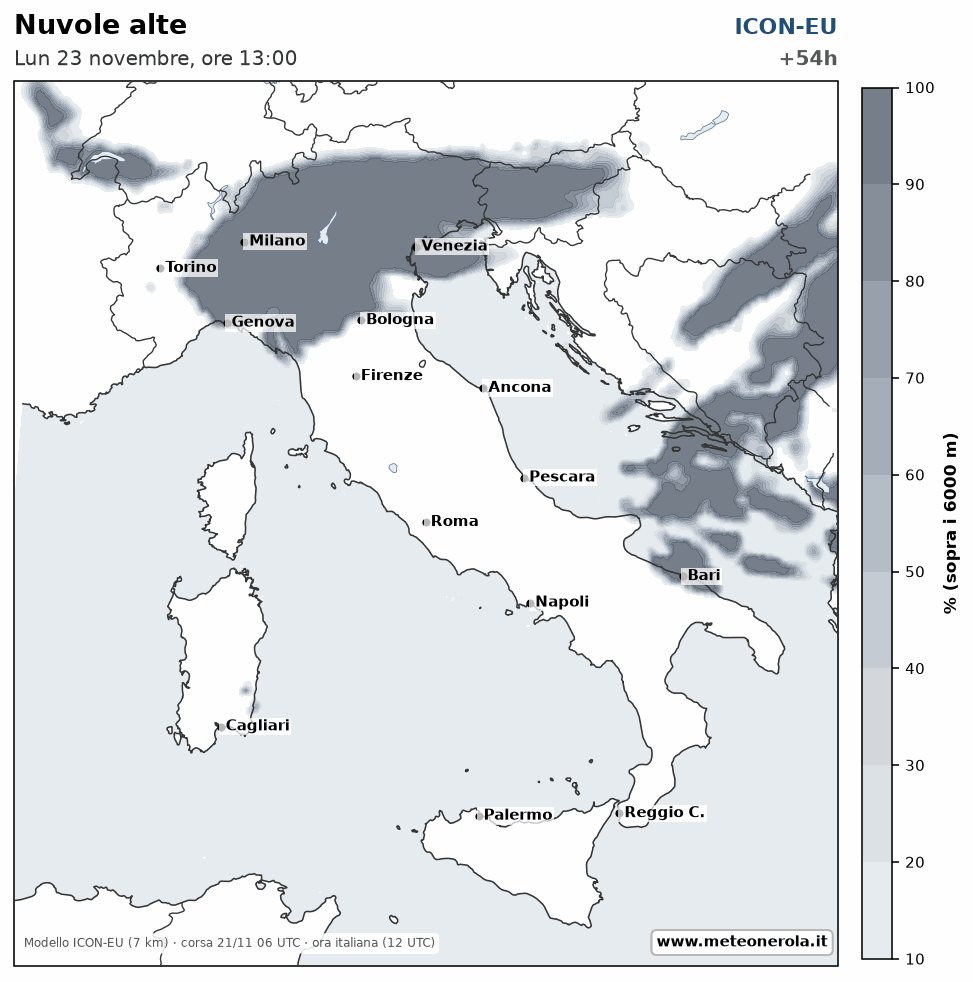 Nuvole alte
ICON-EU
Lun 23 novembre, ore 13:00
+54h
100
90
80
70
60
50
40
30
20
10
% (sopra i 6000 m)
Milano
Venezia
Torino
Genova
Bologna
Firenze
Ancona
Pescara
Roma
Bari
Napoli
Cagliari
Palermo
Reggio C.
Modello ICON-EU (7 km) · corsa 21/11 06 UTC · ora italiana (12 UTC)
www.meteonerola.it